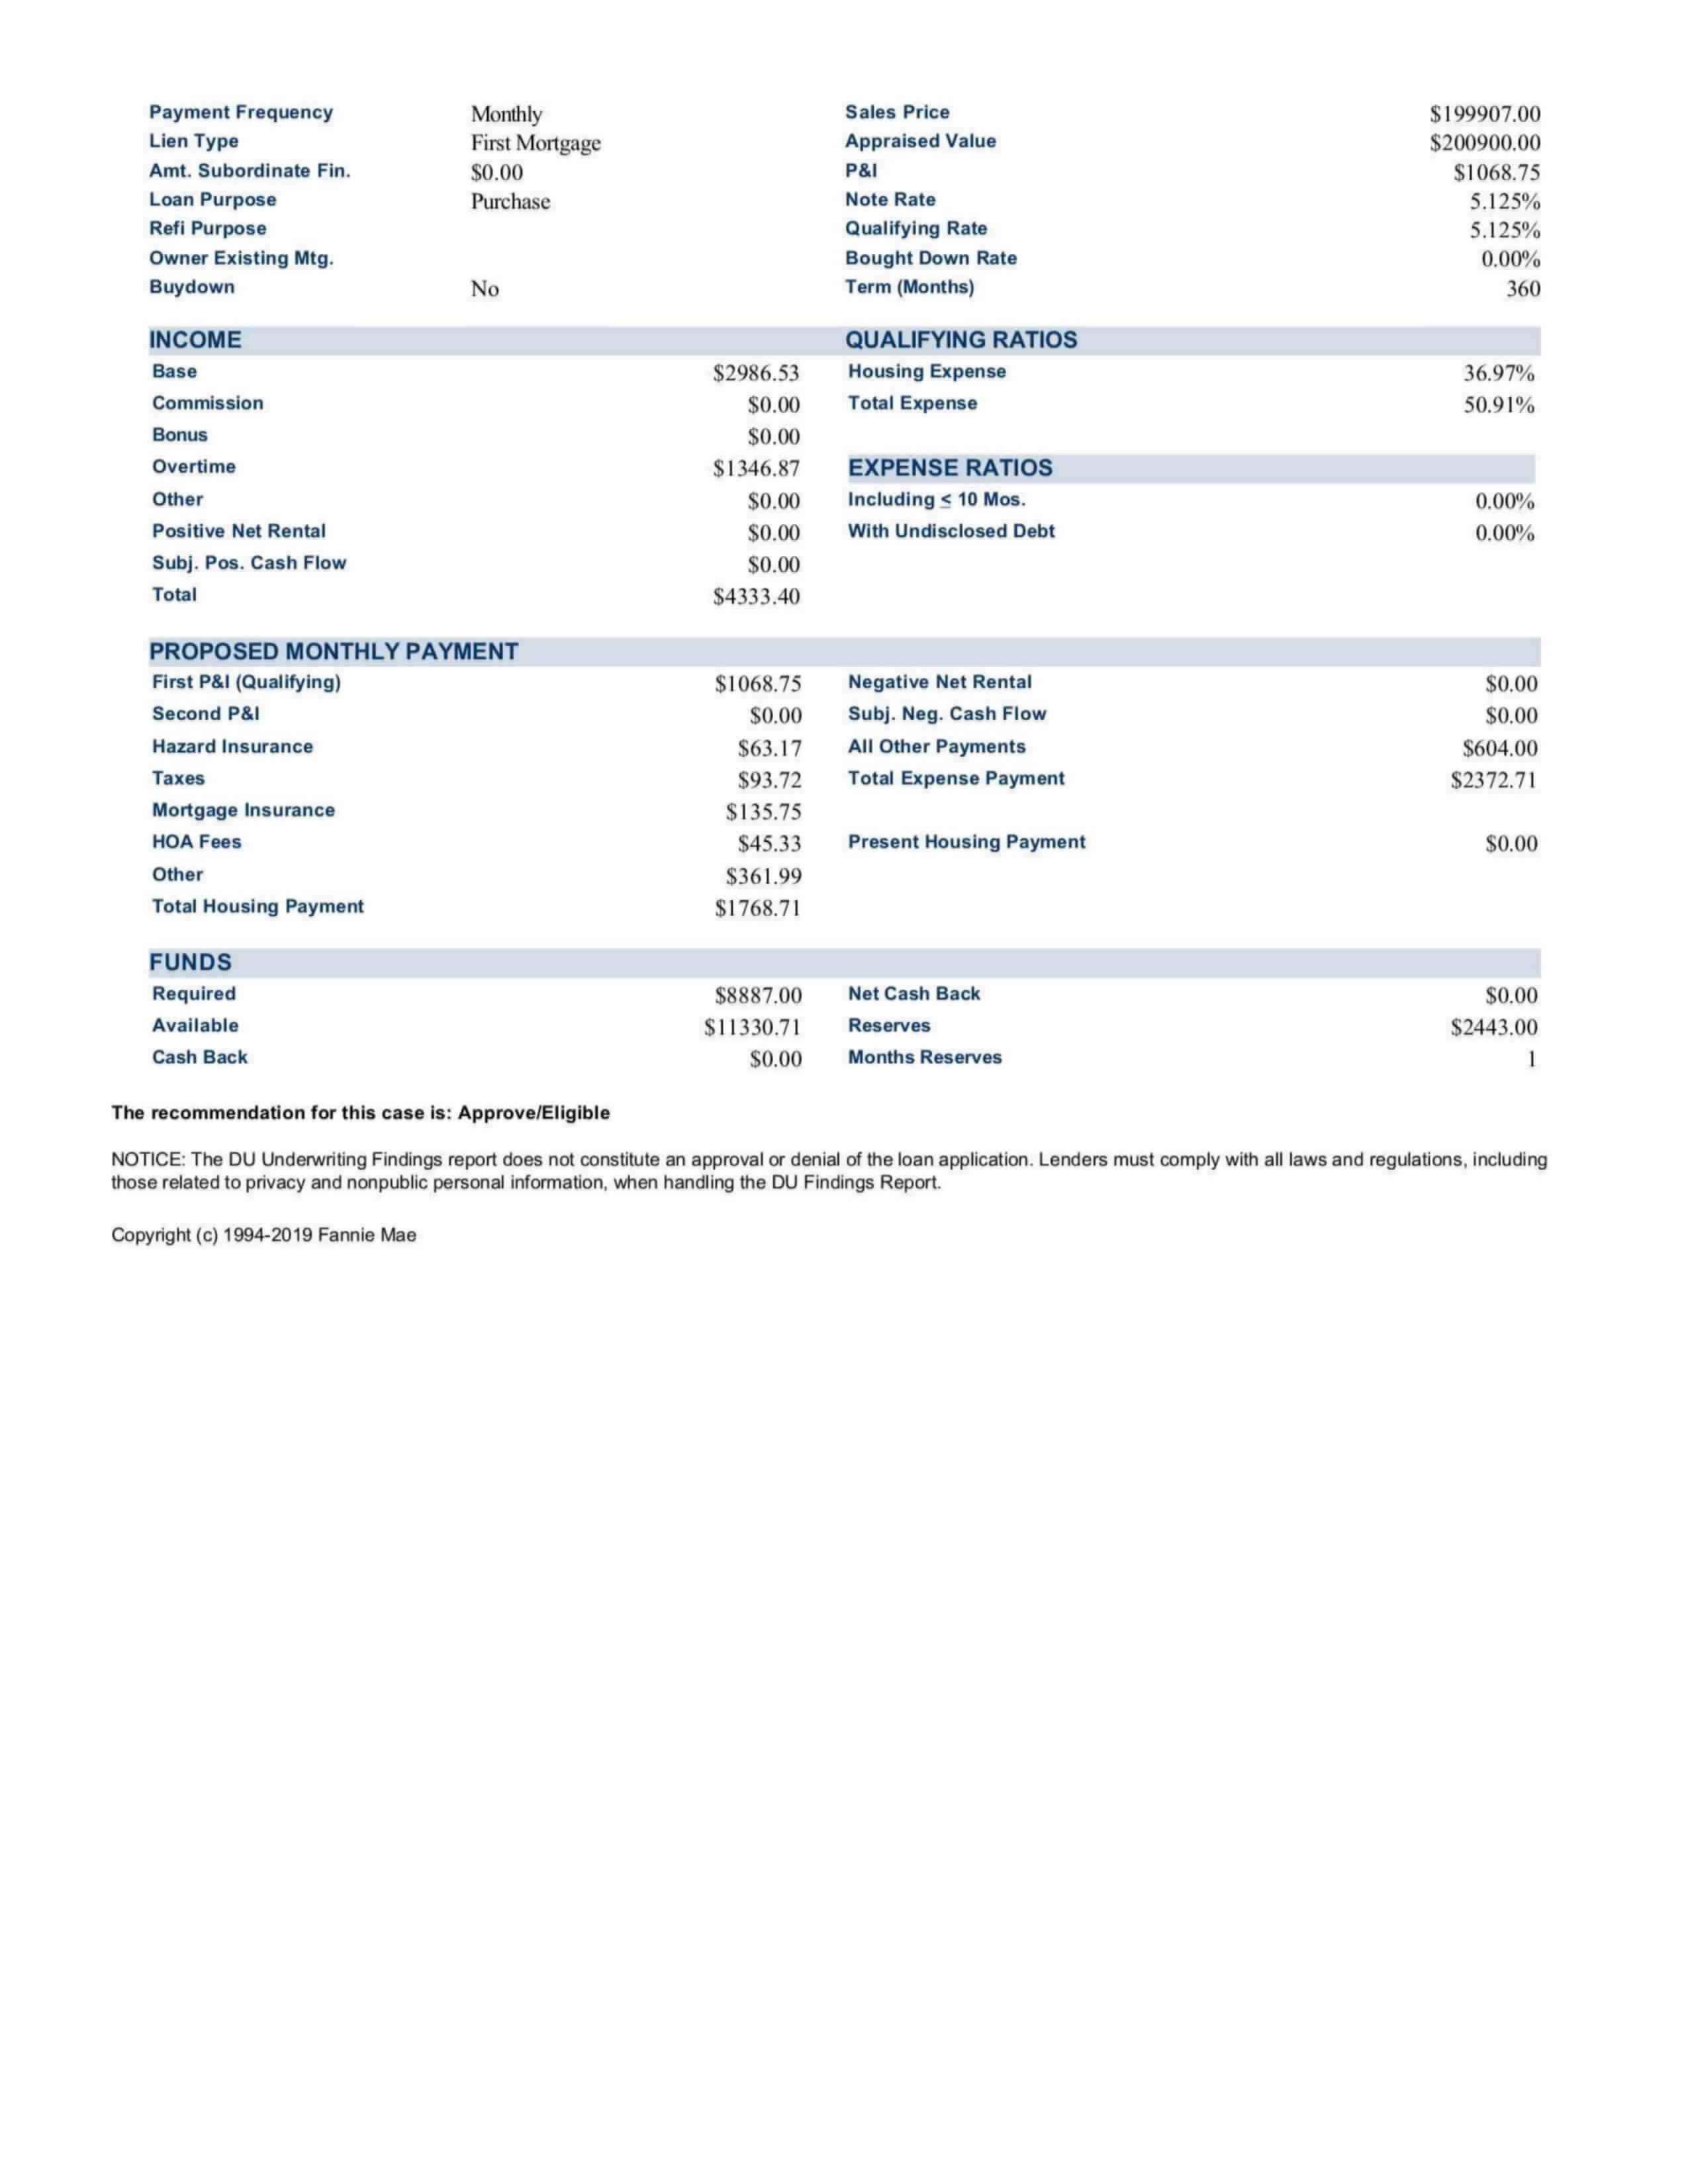 Payment Frequency Monthly Sales Price $199907.00
Lien Type First Mortgage Appraised Value $200900.00
Amt. Subordinate Fin. $0.00 P&I $1068.75
Loan Purpose Purchase Note Rate 5.125%
Refi Purpose Qualifying Rate 5.125%
Owner Existing Mtg. Bought Down Rate 0.00%
Buydown No Term (Months) 360
INCOME QUALIFYING RATIOS
Base $2986.53 Housing Expense 36.97%
Commission $0.00 Total Expense 50.91%
Bonus $0.00
Overtime $1346.87 EXPENSE RATIOS
Other $0.00 Including ≤ 10 Mos. 0.00%
Positive Net Rental $0.00 With Undisclosed Debt 0.00%
Subj. Pos. Cash Flow $0.00
Total $4333.40
PROPOSED MONTHLY PAYMENT
First P&I (Qualifying) $1068.75 Negative Net Rental $0.00
Second P&I $0.00 Subj. Neg. Cash Flow $0.00
Hazard Insurance $63.17 All Other Payments $604.00
Taxes $93.72 Total Expense Payment $2372.71
Mortgage Insurance $135.75
HOA Fees $45.33 Present Housing Payment $0.00
Other $361.99
Total Housing Payment $1768.71
FUNDS
Required $8887.00 Net Cash Back $0.00
Available $11330.71 Reserves $2443.00
Cash Back $0.00 Months Reserves 1
The recommendation for this case is: Approve/Eligible
NOTICE: The DU Underwriting Findings report does not constitute an approval or denial of the loan application. Lenders must comply with all laws and regulations, including
those related to privacy and nonpublic personal information, when handling the DU Findings Report.
Copyright (c) 1994-2019 Fannie Mae